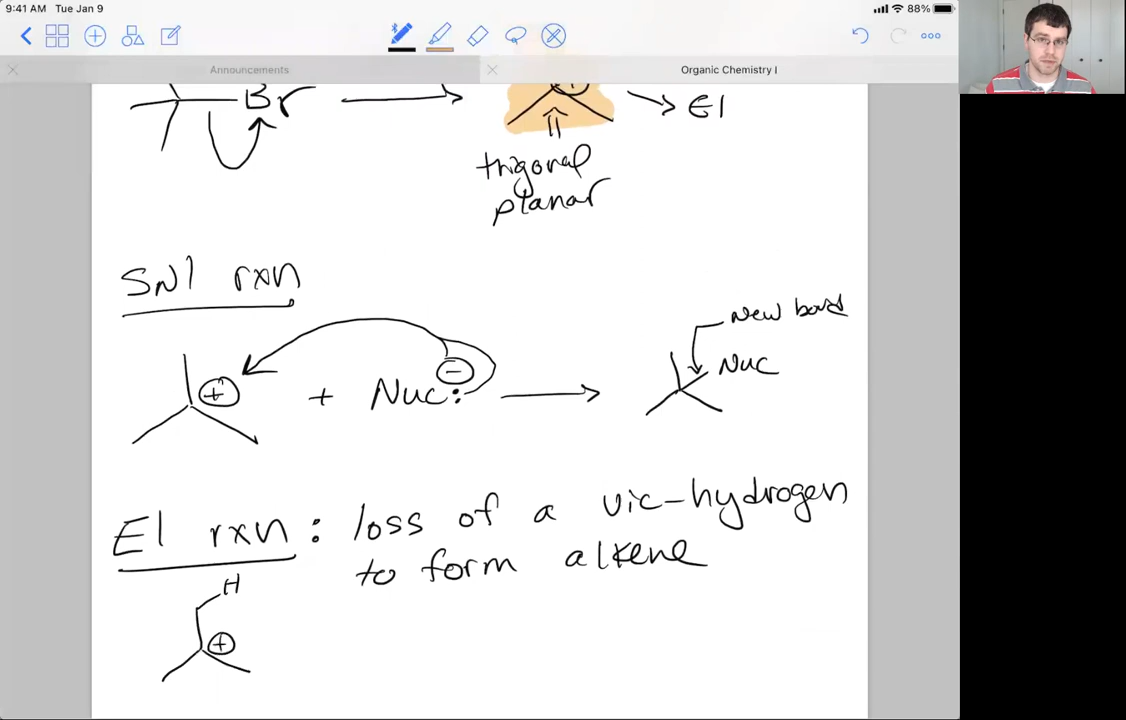 9:41 AM Tue Jan 9
88%
Announcements
Organic Chemistry I
Br
E1
trigonal
planar
SN1 rxn
New bond
+ Nuc: −
Nuc
+
E1 rxn: loss of a vic-hydrogen
to form alkene
H
+